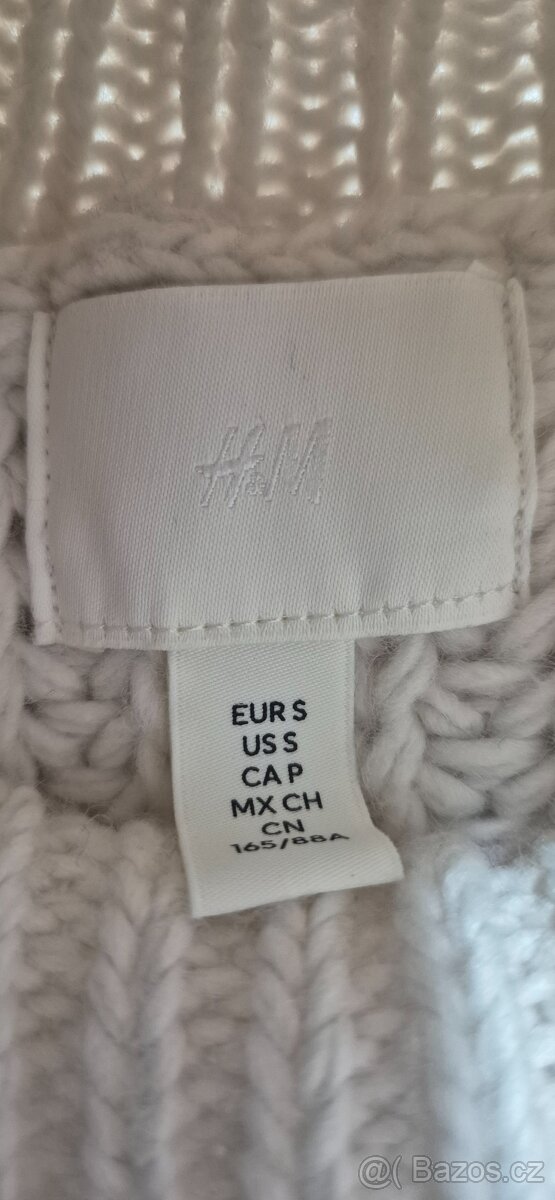 H&M
EUR S
US S
CA P
MX CH
CN
165/88A
@( Bazos.cz